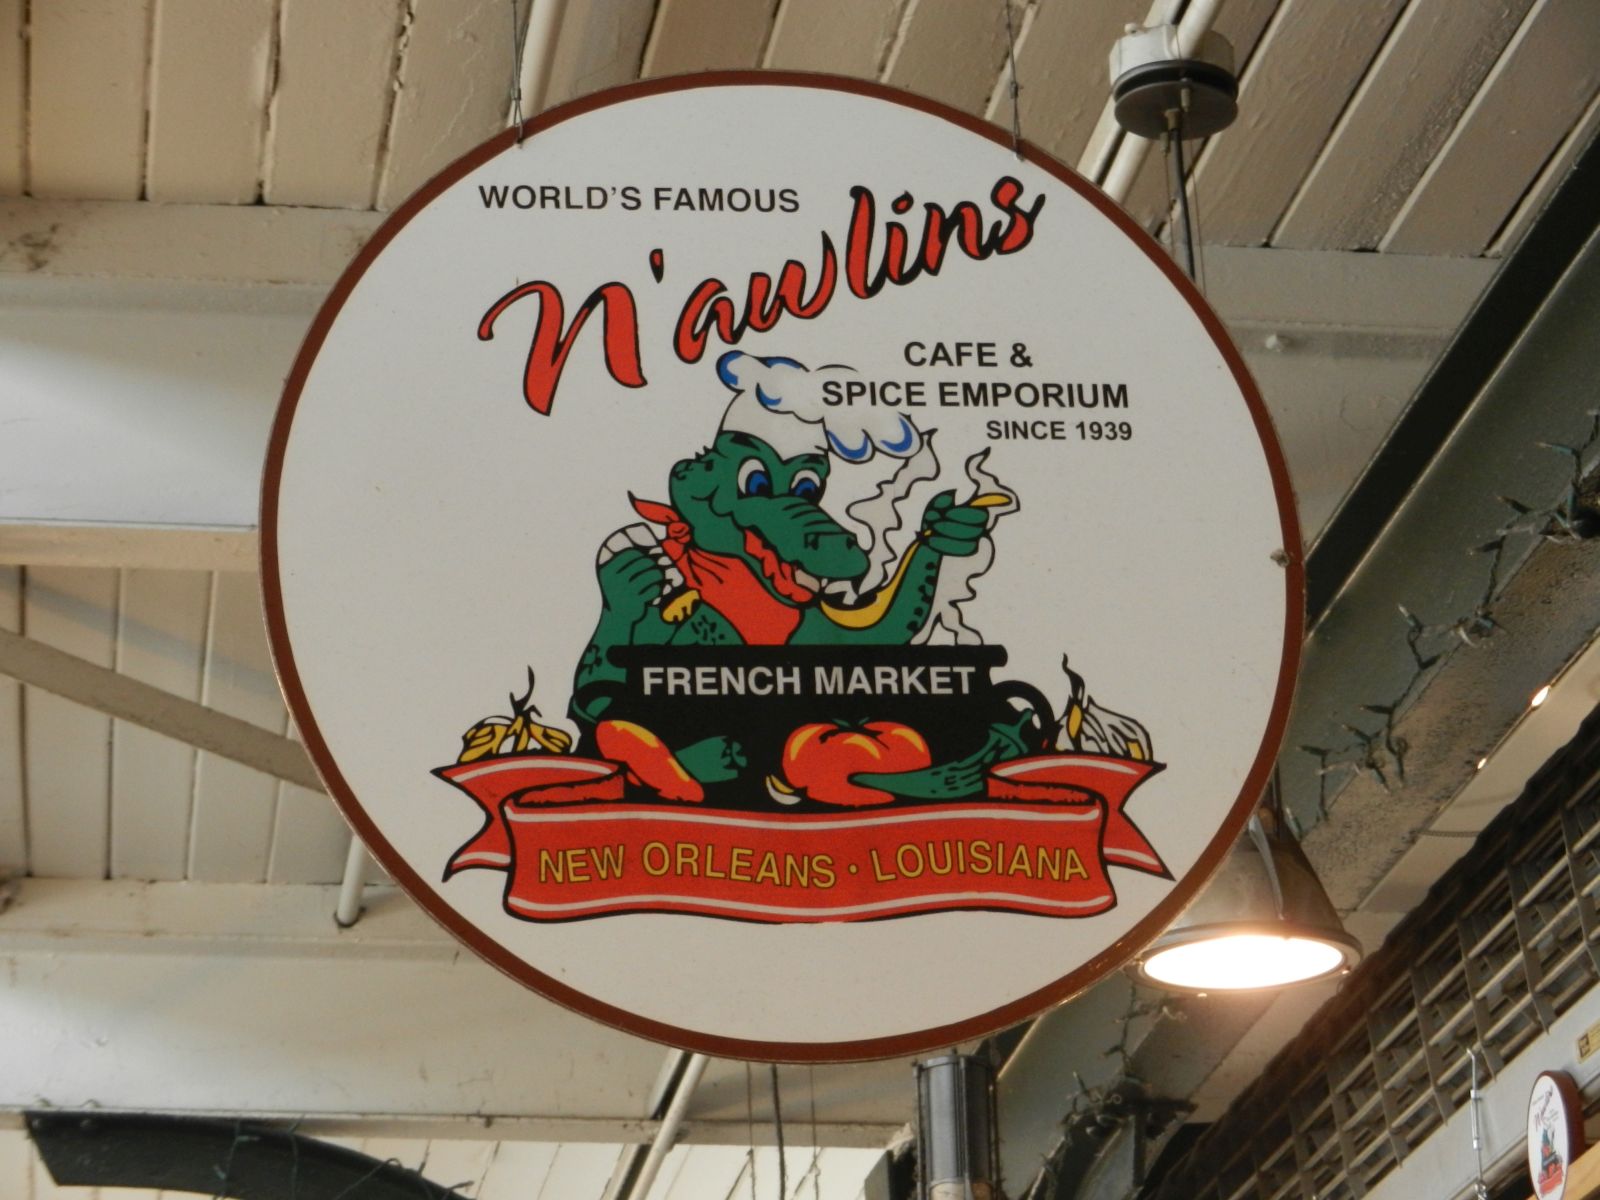 WORLD'S FAMOUS
N'awlins
CAFE &
SPICE EMPORIUM
SINCE 1939
FRENCH MARKET
NEW ORLEANS · LOUISIANA